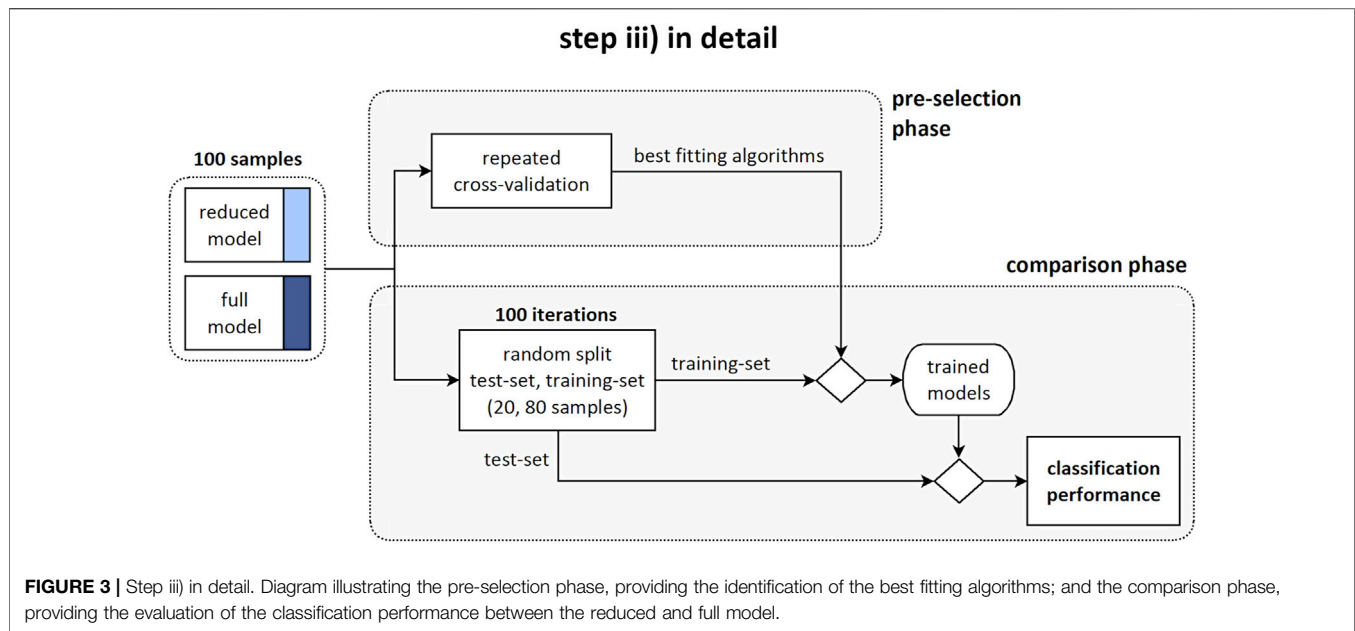 step iii) in detail
pre-selection
phase
100 samples
reduced
model
full
model
repeated
cross-validation
best fitting algorithms
comparison phase
100 iterations
random split
test-set, training-set
(20, 80 samples)
training-set
trained
models
test-set
classification
performance
FIGURE 3 | Step iii) in detail. Diagram illustrating the pre-selection phase, providing the identification of the best fitting algorithms; and the comparison phase,
providing the evaluation of the classification performance between the reduced and full model.